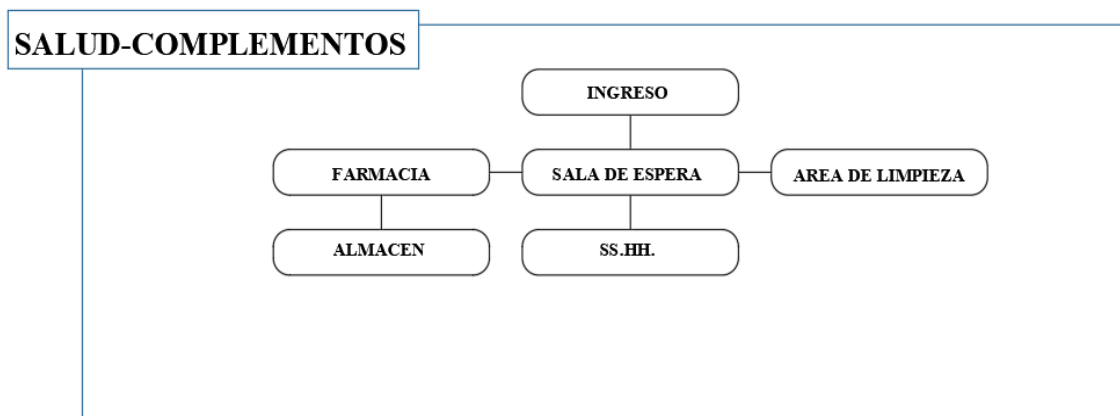 SALUD-COMPLEMENTOS
INGRESO
FARMACIA
SALA DE ESPERA
AREA DE LIMPIEZA
ALMACEN
SS.HH.